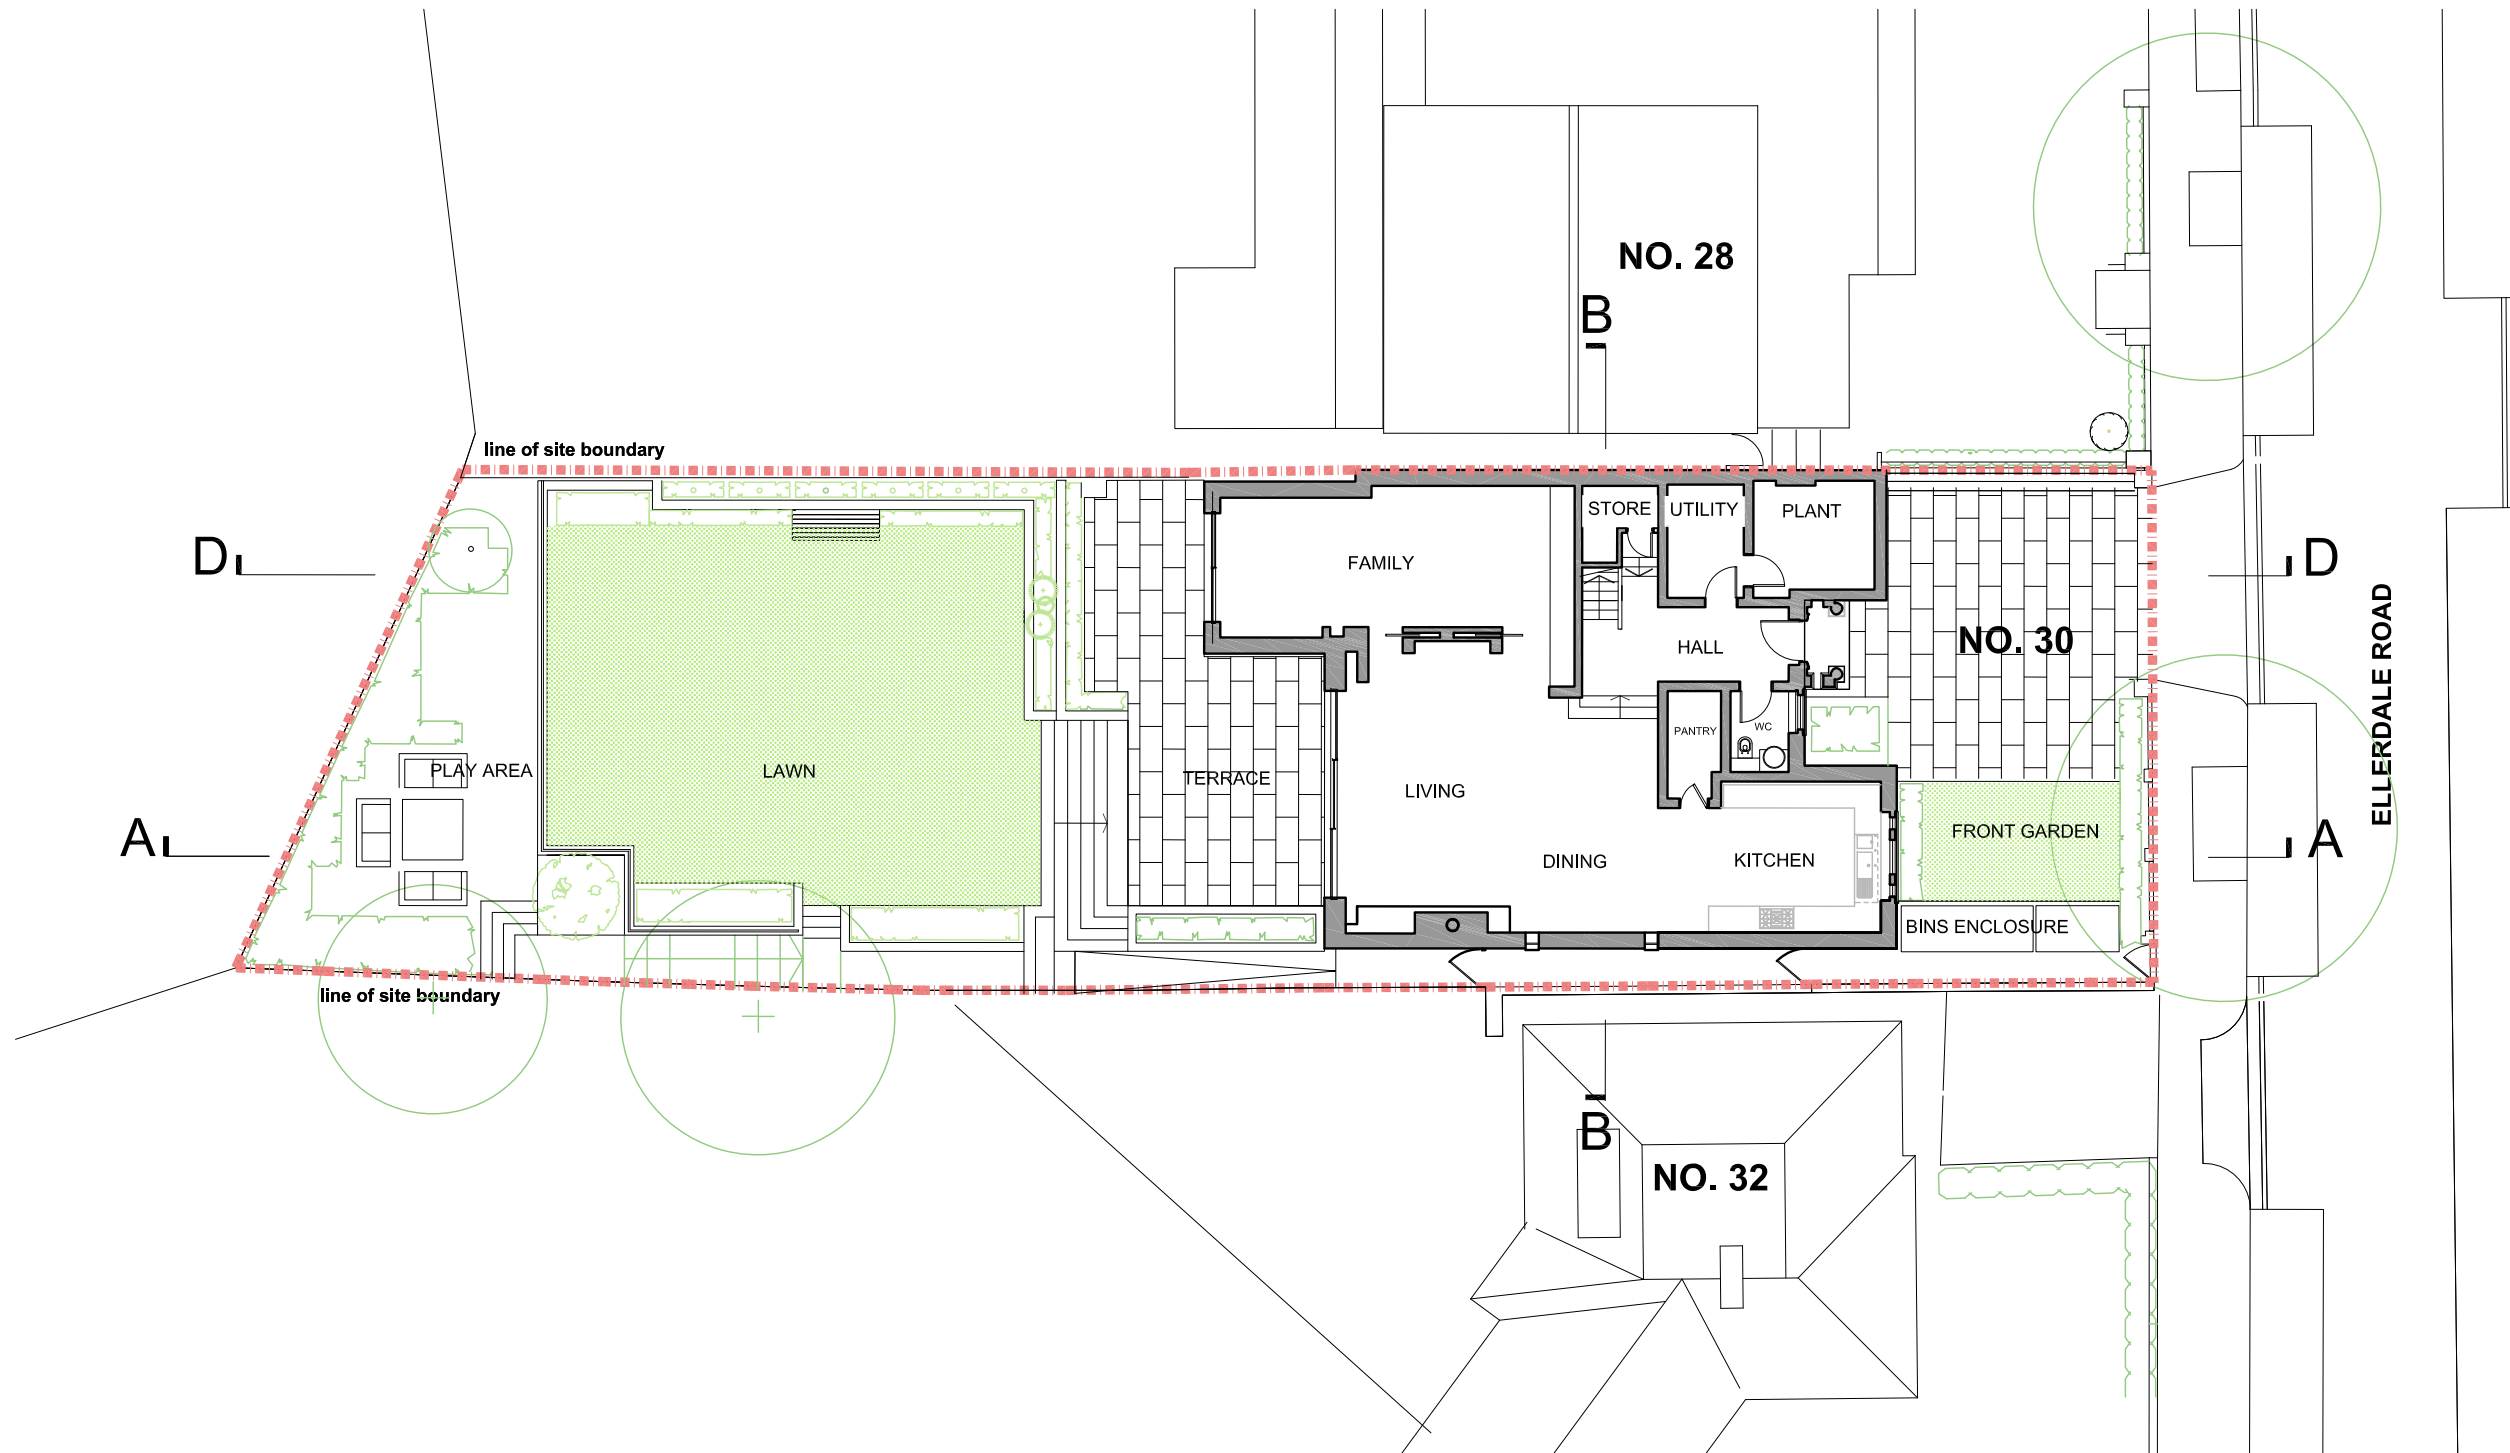 NO. 28
B
line of site boundary
STORE
UTILITY
PLANT
D
FAMILY
D
ELLERDALE ROAD
HALL
NO. 30
PANTRY
WC
PLAY AREA
LAWN
TERRACE
LIVING
A
DINING
KITCHEN
FRONT GARDEN
A
BINS ENCLOSURE
line of site boundary
B
NO. 32